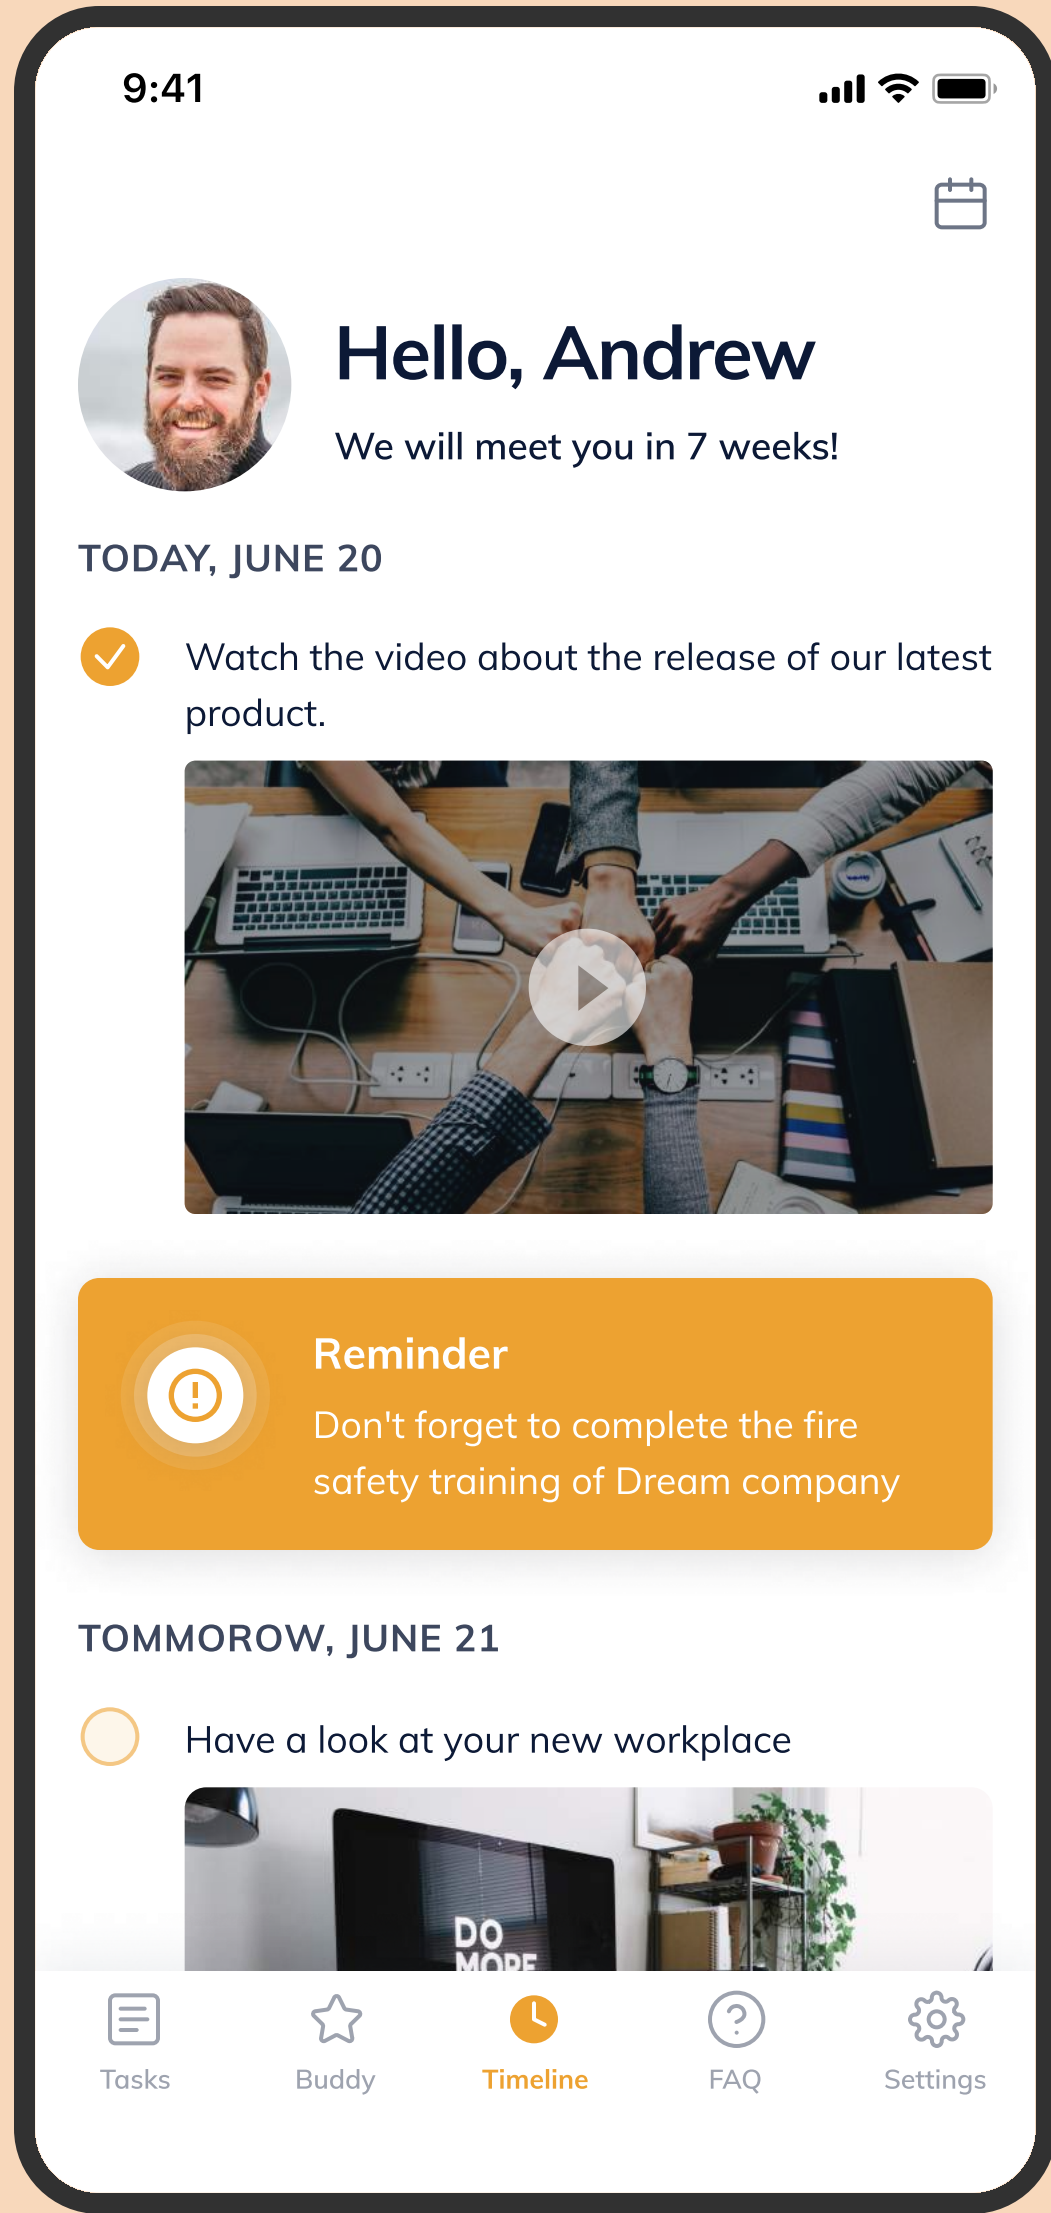 9:41
Hello, Andrew
We will meet you in 7 weeks!
TODAY, JUNE 20
Watch the video about the release of our latest
product.
Reminder
Don't forget to complete the fire
safety training of Dream company
TOMMOROW, JUNE 21
Have a look at your new workplace
DO
MORE
Tasks
Buddy
Timeline
FAQ
Settings